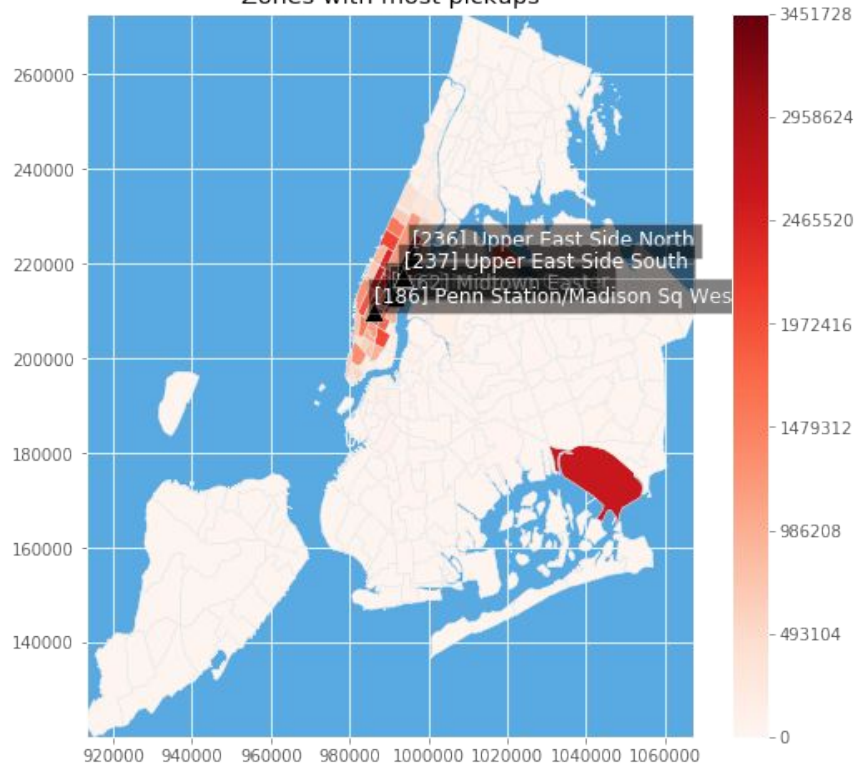 Zones with most pickups
3451728
260000
2958624
240000
2465520
[236] Upper East Side North
220000
[237] Upper East Side South
Midtown East
[186] Penn Station/Madison Sq Wes
1972416
200000
1479312
180000
986208
160000
493104
140000
0
920000 940000 960000 980000 1000000 1020000 1040000 1060000